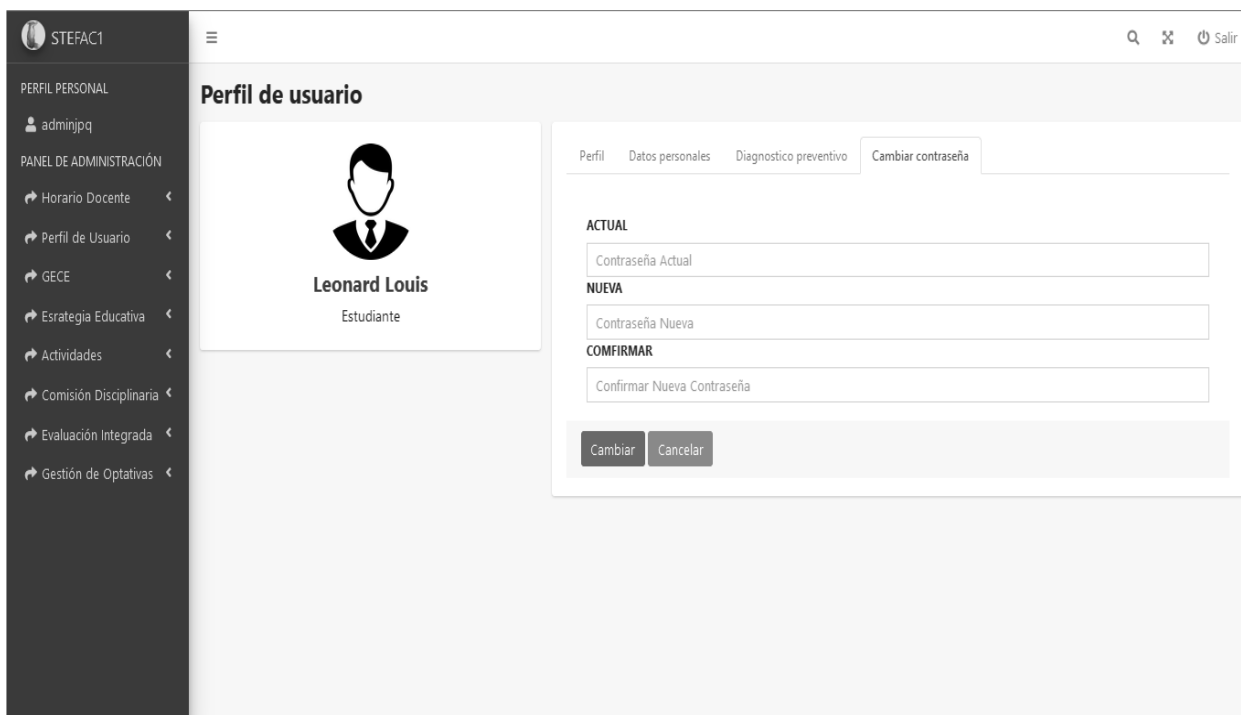 STEFAC1
Salir
PERFIL PERSONAL
adminjpq
PANEL DE ADMINISTRACIÓN
Horario Docente
Perfil de Usuario
GECE
Esrategia Educativa
Actividades
Comisión Disciplinaria
Evaluación Integrada
Gestión de Optativas
Perfil de usuario
Leonard Louis
Estudiante
Perfil Datos personales Diagnostico preventivo Cambiar contraseña
ACTUAL
Contraseña Actual
NUEVA
Contraseña Nueva
COMFIRMAR
Confirmar Nueva Contraseña
Cambiar Cancelar